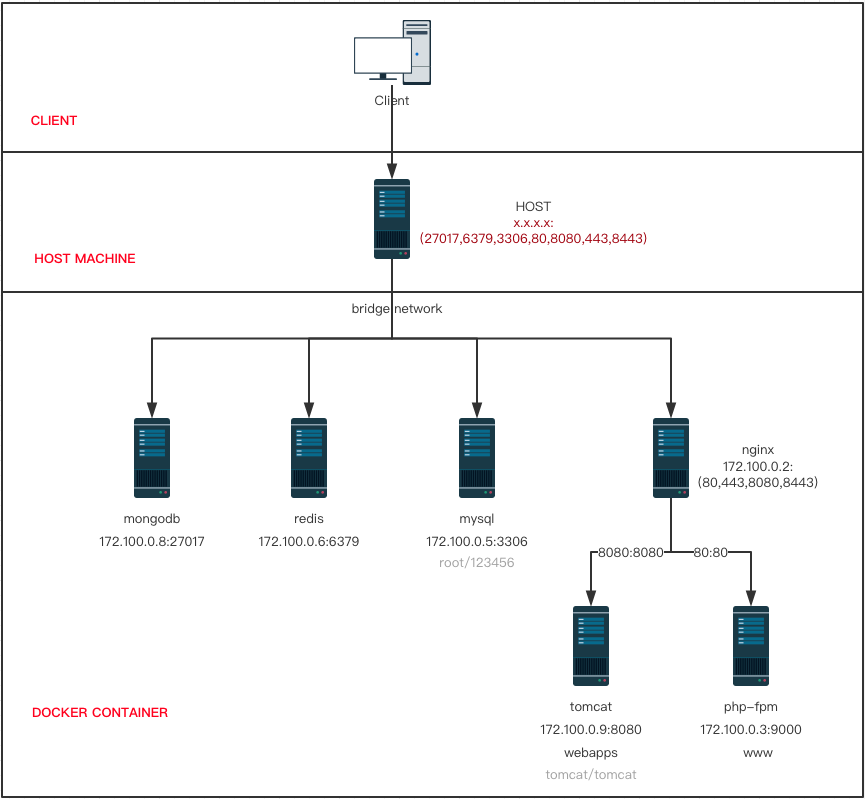 Client
CLIENT
HOST
x.x.x.x:
(27017,6379,3306,80,8080,443,8443)
HOST MACHINE
bridge network
nginx
172.100.0.2:
(80,443,8080,8443)
mongodb
172.100.0.8:27017
redis
172.100.0.6:6379
mysql
172.100.0.5:3306
root/123456
8080:8080
80:80
tomcat
172.100.0.9:8080
webapps
tomcat/tomcat
php-fpm
172.100.0.3:9000
www
DOCKER CONTAINER